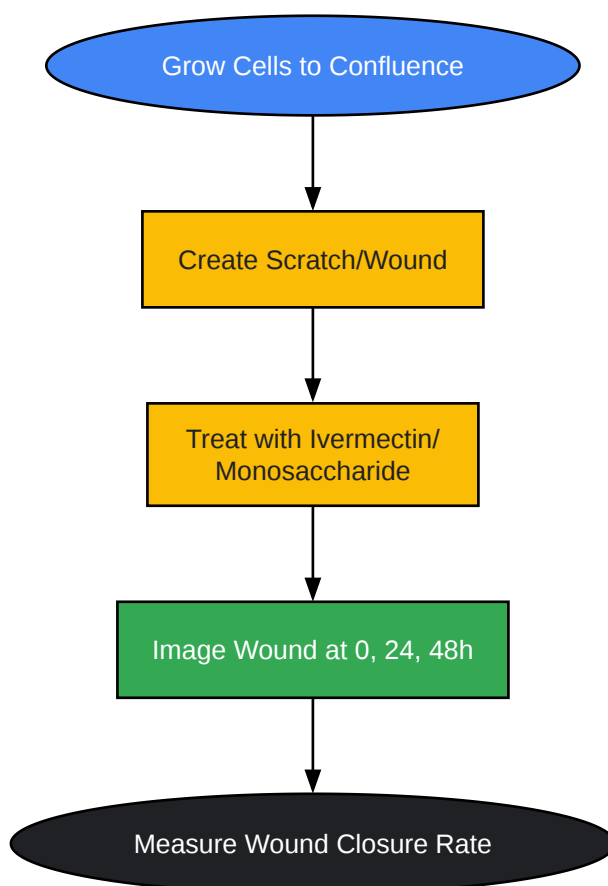 Grow Cells to Confluence
Create Scratch/Wound
Treat with Ivermectin/
Monosaccharide
Image Wound at 0, 24, 48h
Measure Wound Closure Rate